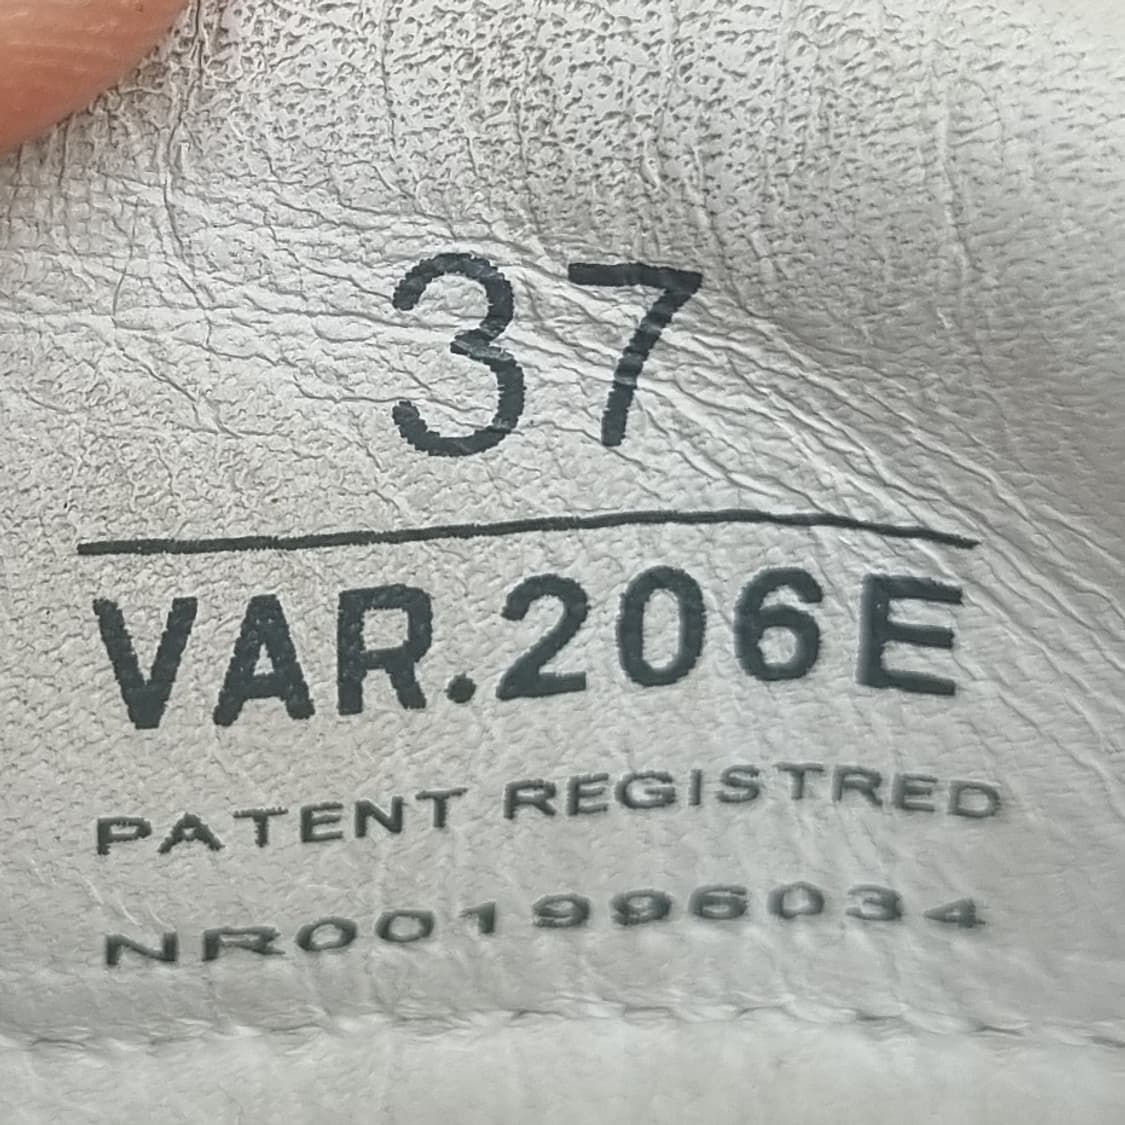 37
VAR.206E
PATENT REGISTRED
NR001996034